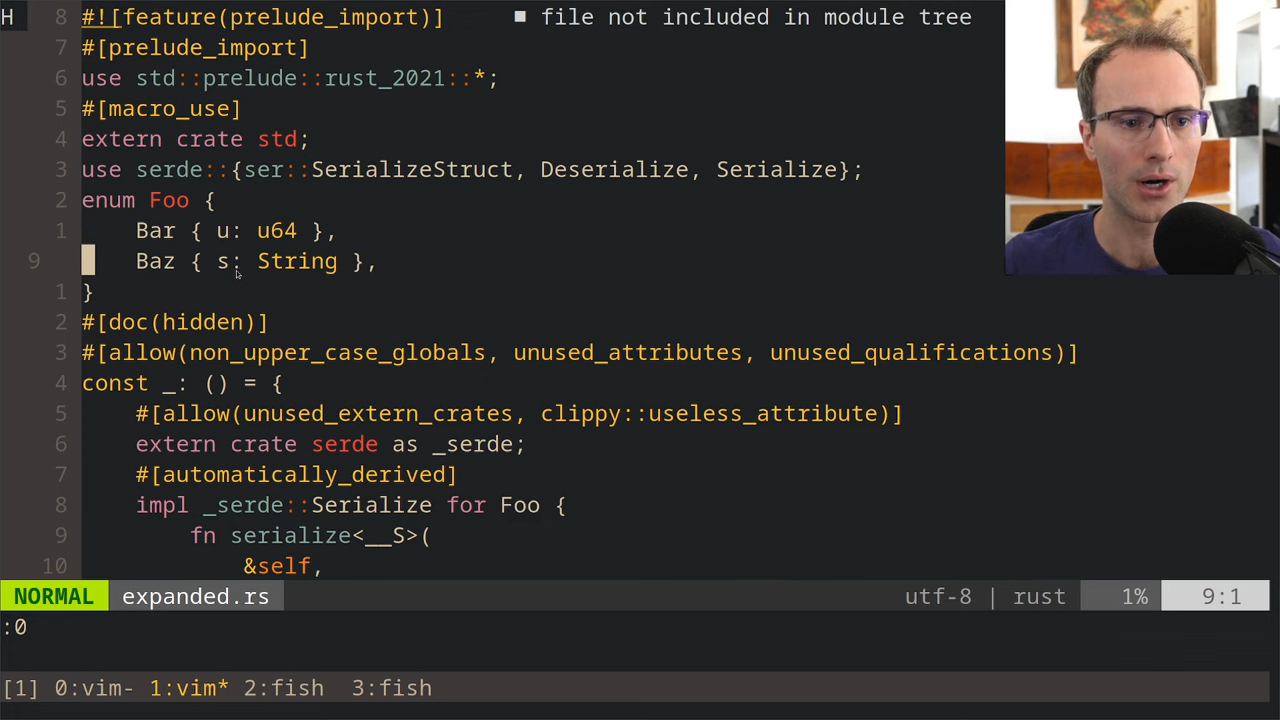 H 8 #![feature(prelude_import)] ■ file not included in module tree
7 #[prelude_import]
6 use std::prelude::rust_2021::*;
5 #[macro_use]
4 extern crate std;
3 use serde::{ser::SerializeStruct, Deserialize, Serialize};
2 enum Foo {
1     Bar { u: u64 },
9     Baz { s: String },
1 }
2 #[doc(hidden)]
3 #[allow(non_upper_case_globals, unused_attributes, unused_qualifications)]
4 const _: () = {
5     #[allow(unused_extern_crates, clippy::useless_attribute)]
6     extern crate serde as _serde;
7     #[automatically_derived]
8     impl _serde::Serialize for Foo {
9         fn serialize<__S>(
10             &self,
NORMAL expanded.rs utf-8 | rust 1% 9:1
:0
[1] 0:vim- 1:vim* 2:fish 3:fish